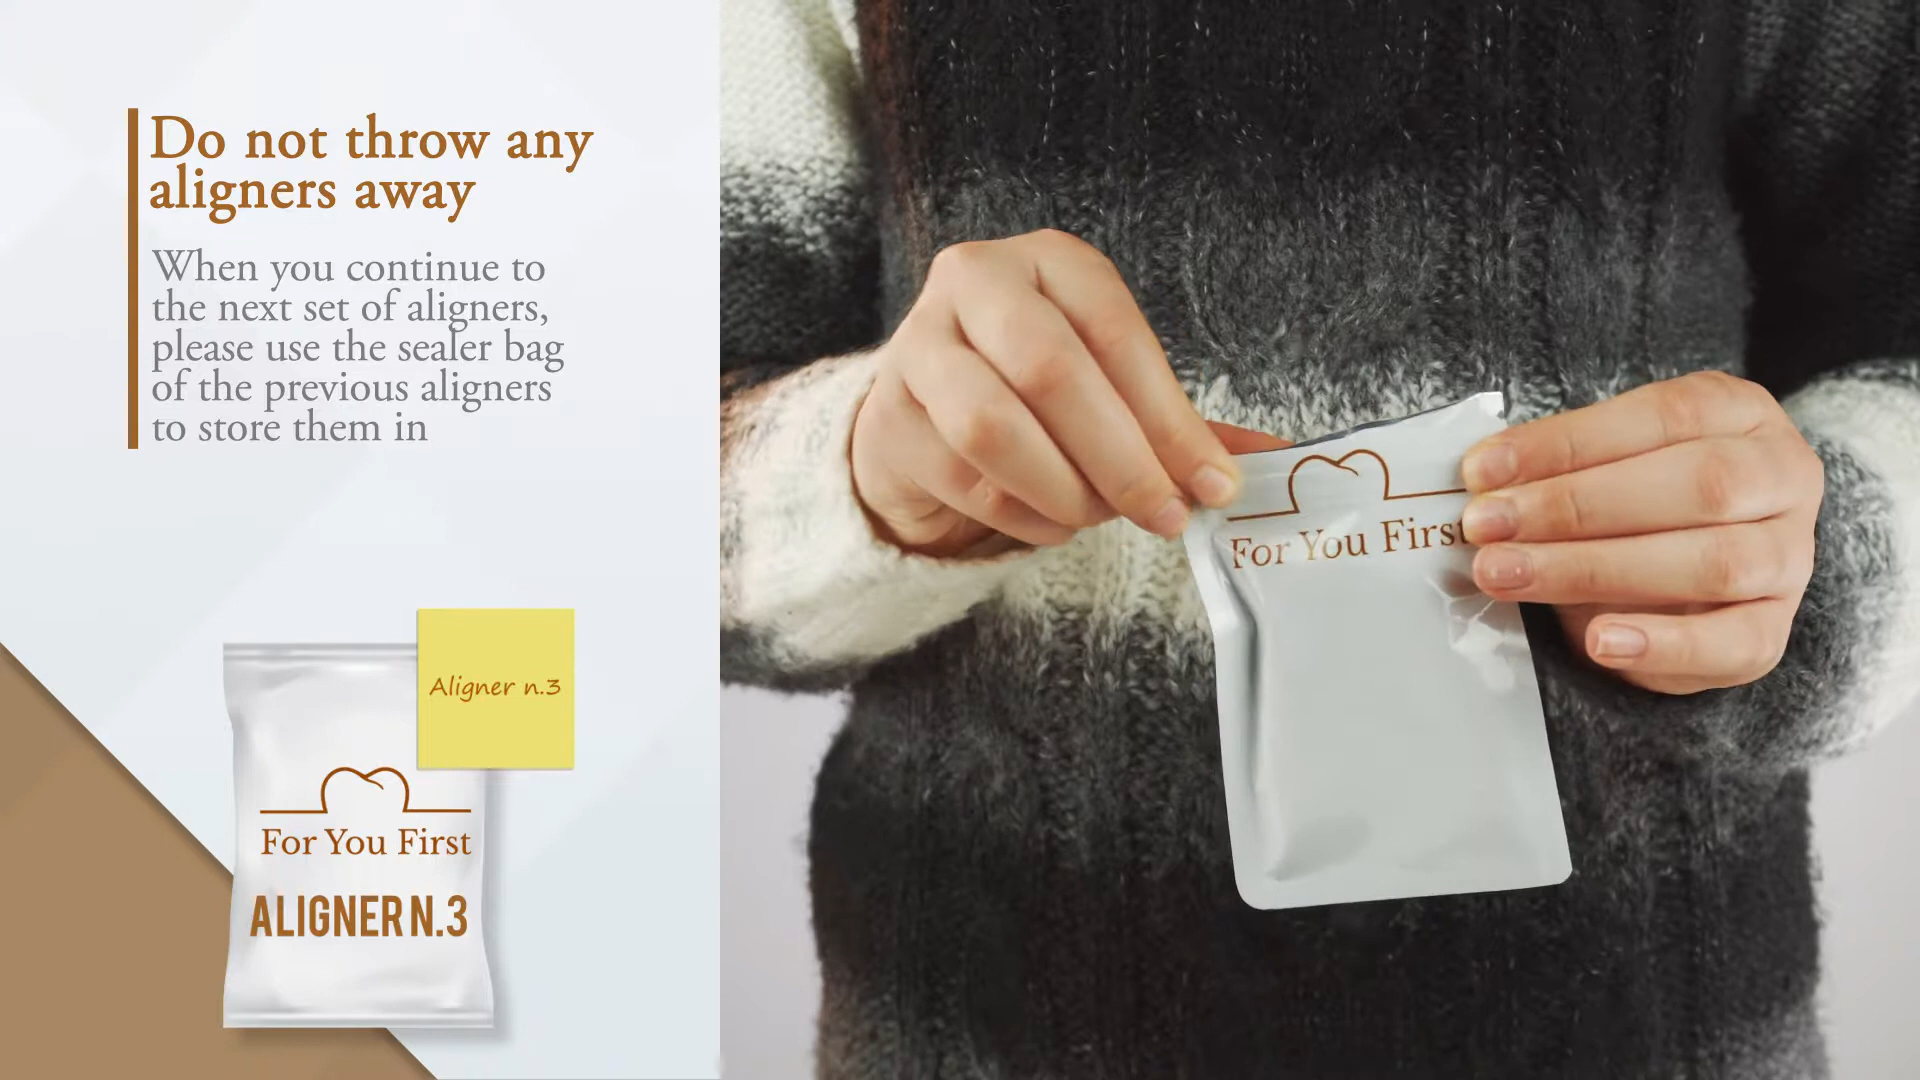 Do not throw any
aligners away
When you continue to
the next set of aligners,
please use the sealer bag
of the previous aligners
to store them in
Aligner n.3
For You First
ALIGNER N.3
For You First